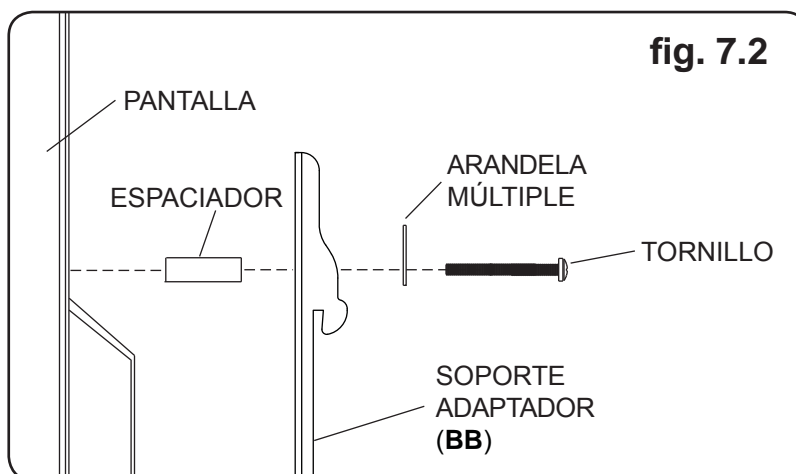 fig. 7.2
PANTALLA
ESPACIADOR
ARANDELA
MÚLTIPLE
TORNILLO
SOPORTE
ADAPTADOR
(BB)